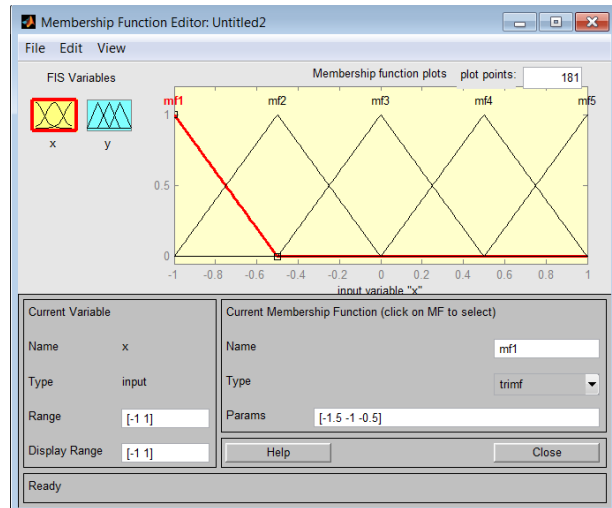 Membership Function Editor: Untitled2
File Edit View
FIS Variables
x y
Membership function plots plot points: 181
mf1 mf2 mf3 mf4 mf5
1
0.5
0
-1 -0.8 -0.6 -0.4 -0.2 0 0.2 0.4 0.6 0.8 1
input variable "x"
Current Variable
Name x
Type input
Range [-1 1]
Display Range [-1 1]
Current Membership Function (click on MF to select)
Name mf1
Type trimf
Params [-1.5 -1 -0.5]
Help Close
Ready